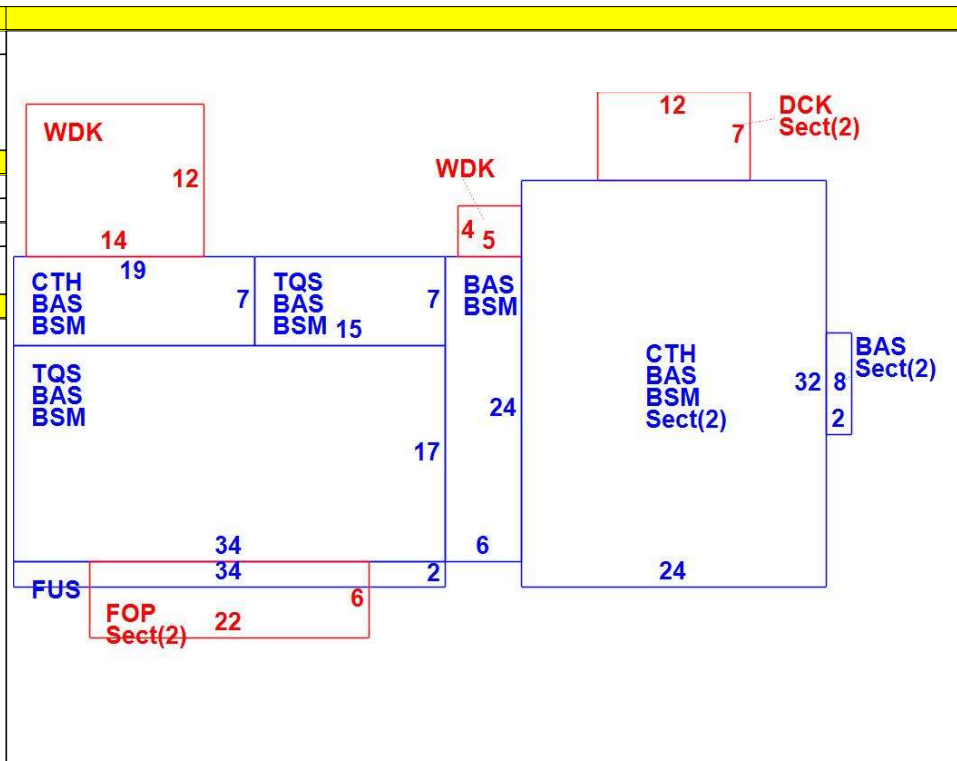 12
DCK
Sect(2)
7
WDK
12
14
WDK
4
5
19
CTH
BAS
BSM
7
TQS
BAS
BSM 15
7
BAS
BSM
24
6
TQS
BAS
BSM
17
34
34
2
FUS
FOP
Sect(2)
22
6
CTH
BAS
BSM
Sect(2)
32
24
8
2
BAS
Sect(2)